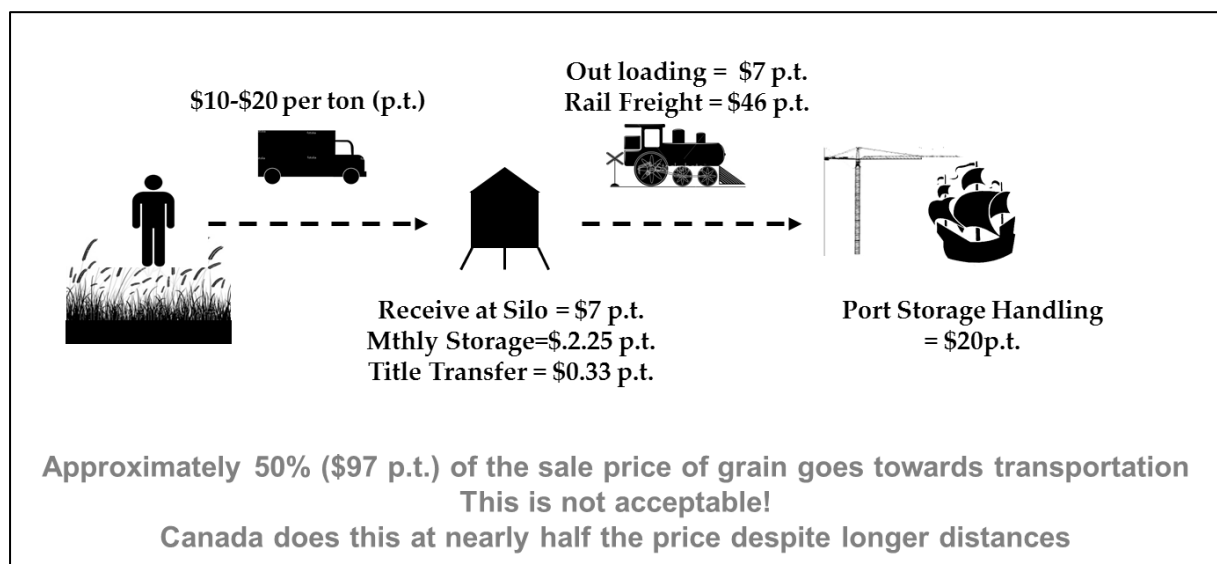 $10-$20 per ton (p.t.)
Out loading = $7 p.t.
Rail Freight = $46 p.t.
Receive at Silo = $7 p.t.
Mthly Storage=$.2.25 p.t.
Title Transfer = $0.33 p.t.
Port Storage Handling
= $20p.t.
Approximately 50% ($97 p.t.) of the sale price of grain goes towards transportation
This is not acceptable!
Canada does this at nearly half the price despite longer distances